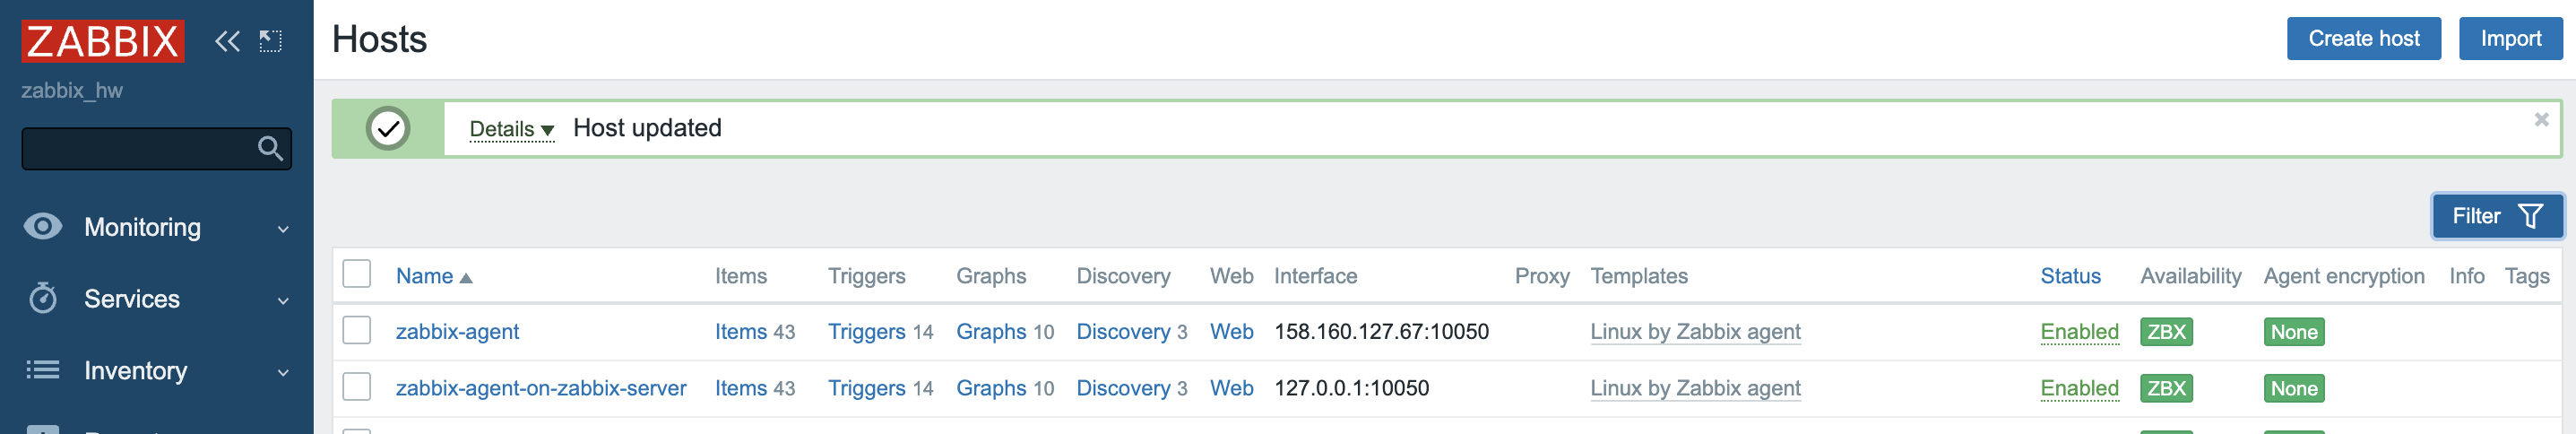 ZABBIX
zabbix_hw
Monitoring
Services
Inventory
Hosts
Create host
Import
Details Host updated
Filter
Name Items Triggers Graphs Discovery Web Interface Proxy Templates Status Availability Agent encryption Info Tags
zabbix-agent Items 43 Triggers 14 Graphs 10 Discovery 3 Web 158.160.127.67:10050 Linux by Zabbix agent Enabled ZBX None
zabbix-agent-on-zabbix-server Items 43 Triggers 14 Graphs 10 Discovery 3 Web 127.0.0.1:10050 Linux by Zabbix agent Enabled ZBX None